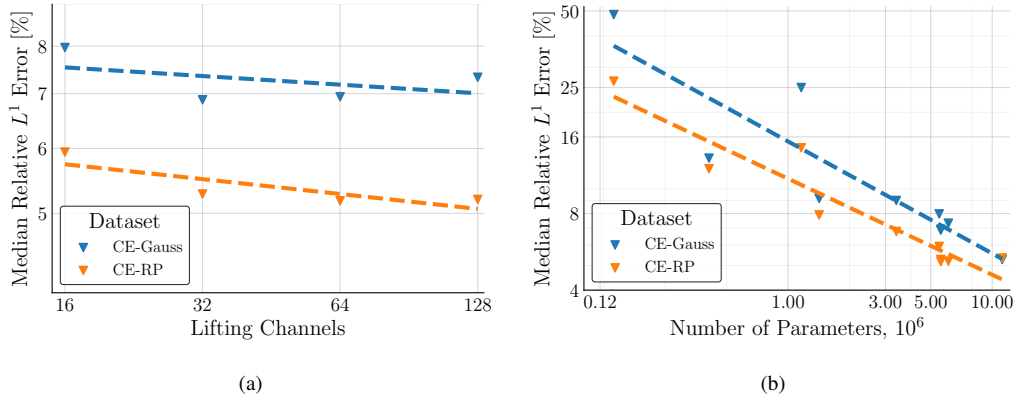 Median Relative L¹ Error [%]
8
7
6
5
Dataset
CE-Gauss
CE-RP
16
32
64
128
Lifting Channels
(a)
Median Relative L¹ Error [%]
50
25
16
8
4
Dataset
CE-Gauss
CE-RP
0.12
1.00
3.00
5.00
10.00
Number of Parameters, 10⁶
(b)